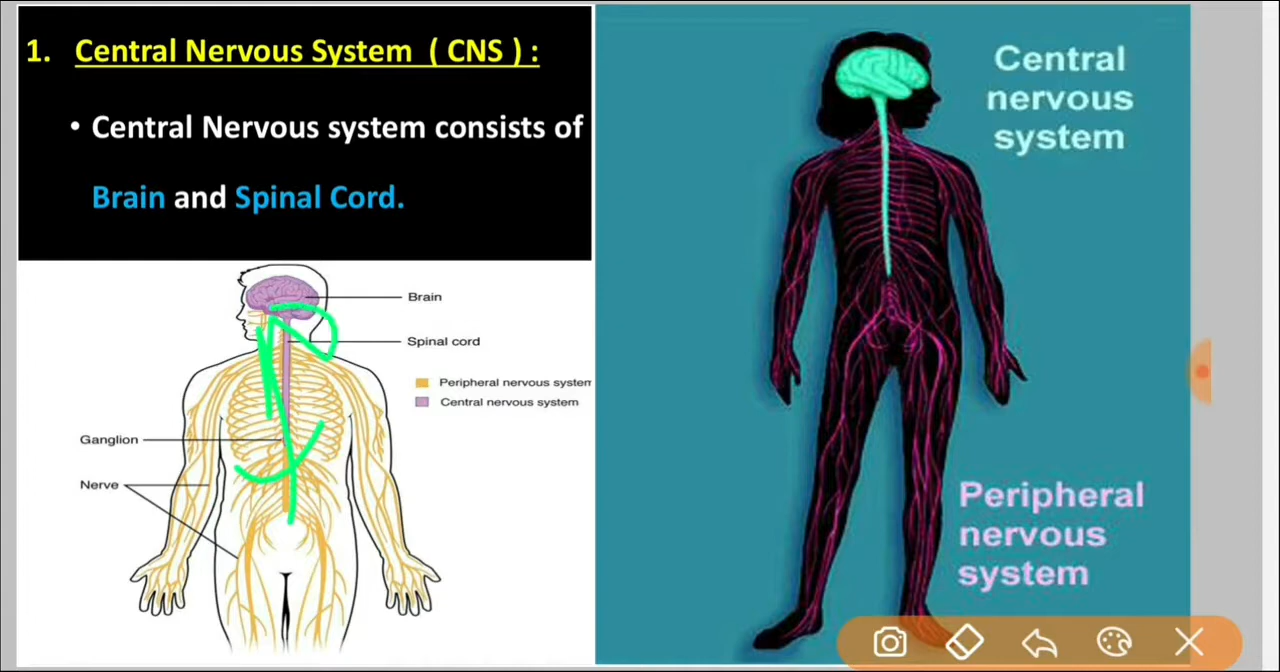 1. Central Nervous System ( CNS ) :
• Central Nervous system consists of
Brain and Spinal Cord.
Brain
Spinal cord
Peripheral nervous system
Central nervous system
Ganglion
Nerve
Central
nervous
system
Peripheral
nervous
system